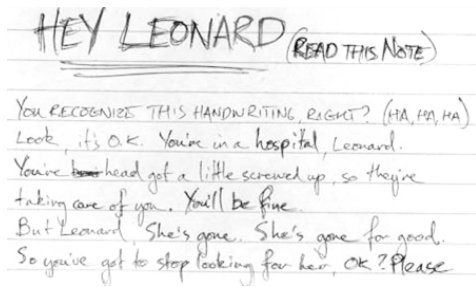 HEY LEONARD (READ THIS NOTE)
YOU RECOGNIZE THIS HANDWRITING, RIGHT? (HA, HA, HA)
Look, it's O.K. You're in a hospital, Leonard.
You're head got a little screwed up, so they're
taking care of you. You'll be fine.
But Leonard, She's gone. She's gone for good.
So you've got to stop looking for her, OK? Please